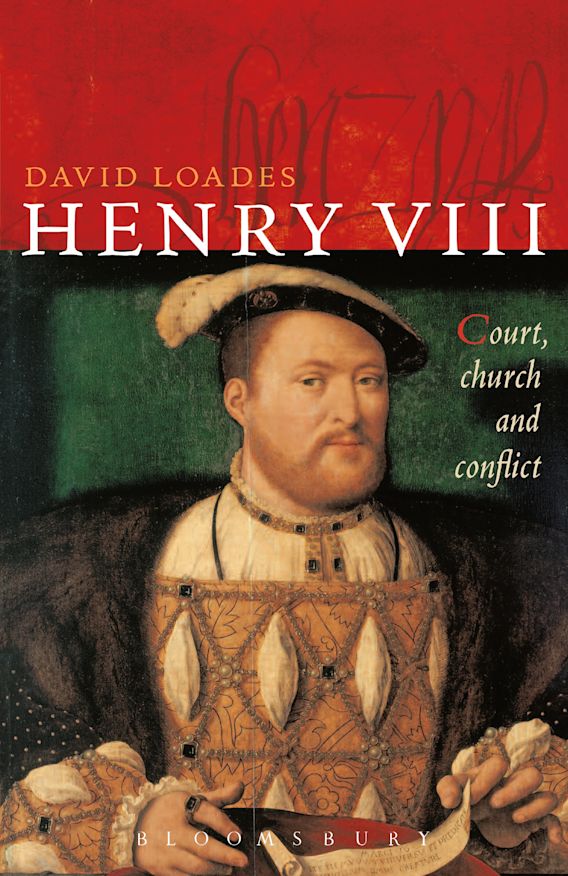 DAVID LOADES
HENRY VIII
Court,
church
and
conflict
BLOOMSBURY